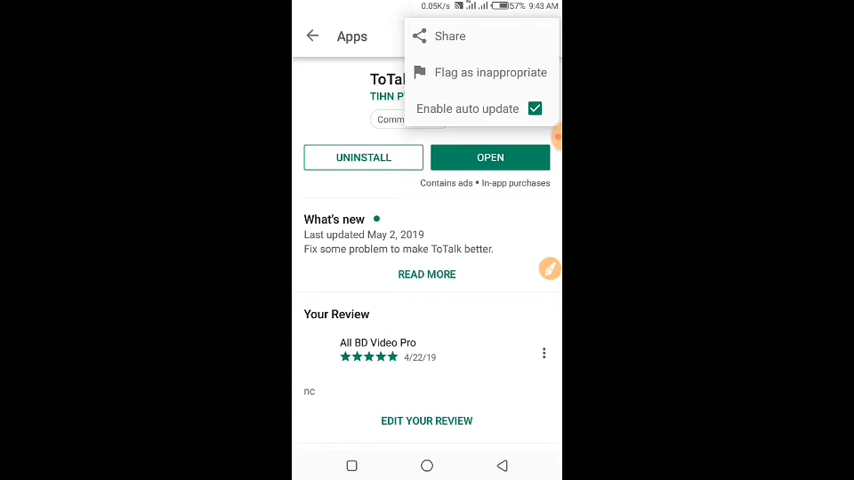 0.05K/s 57% 9:43 AM
Apps
Share
Flag as inappropriate
Enable auto update
ToTal
TIHN P
Comm
UNINSTALL
OPEN
Contains ads • In-app purchases
What's new
Last updated May 2, 2019
Fix some problem to make ToTalk better.
READ MORE
Your Review
All BD Video Pro
4/22/19
nc
EDIT YOUR REVIEW